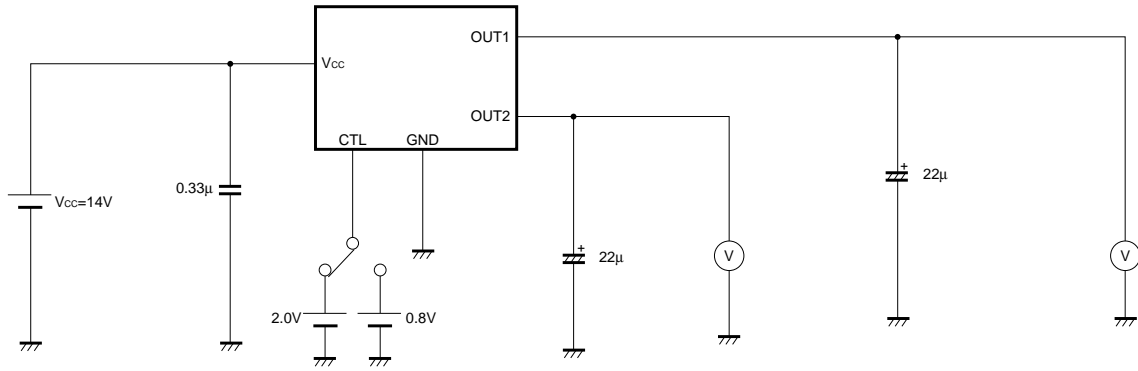 OUT1
VCC
OUT2
CTL
GND
VCC=14V
0.33μ
2.0V
0.8V
+
22μ
V
+
22μ
V